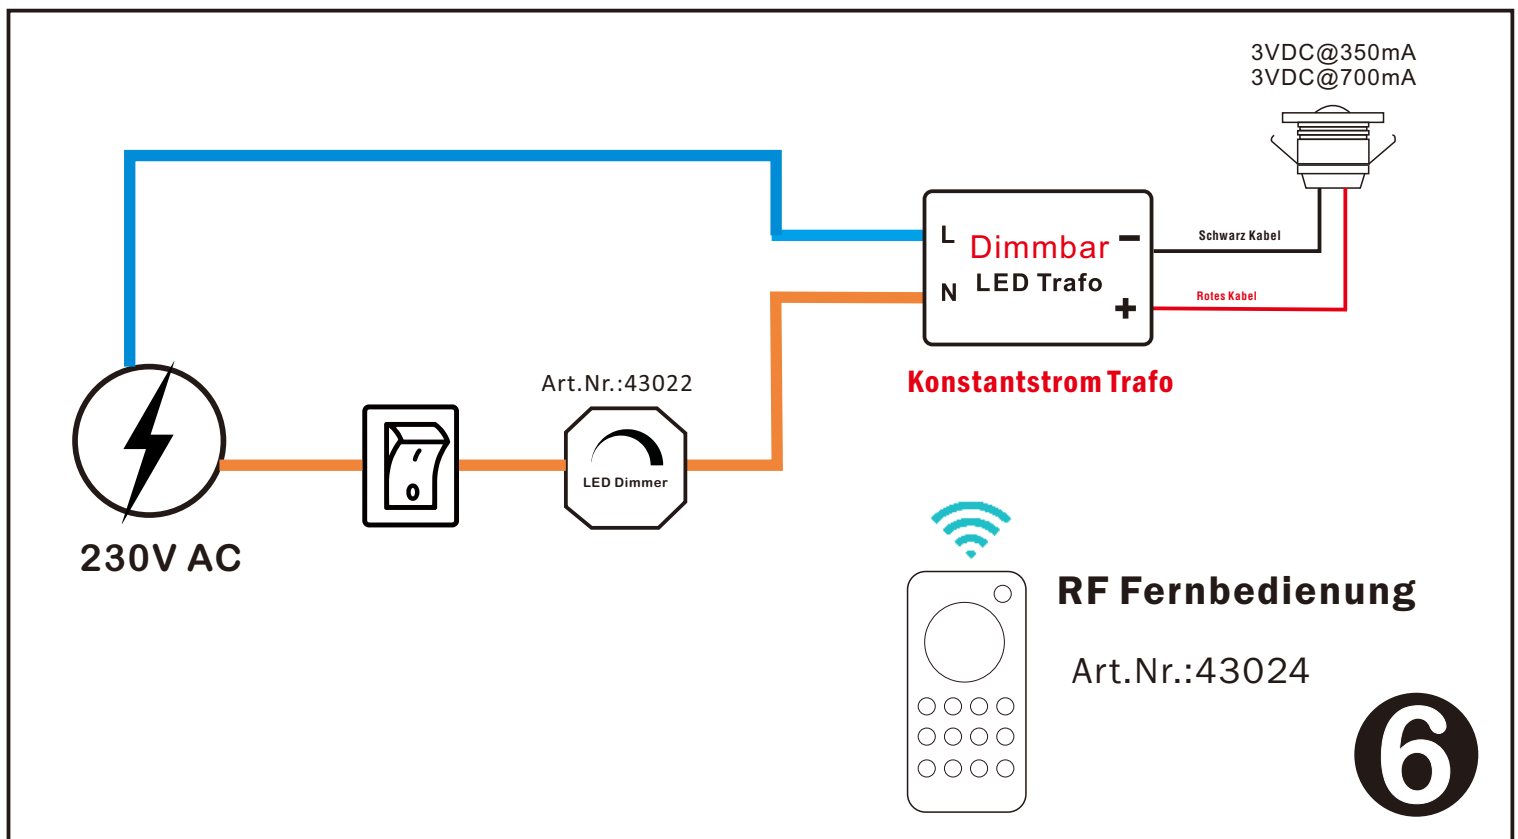 3VDC@350mA
3VDC@700mA
L
Dimmbar
−
LED Trafo
N
+
Schwarz Kabel
Rotes Kabel
Konstantstrom Trafo
Art.Nr.:43022
LED Dimmer
230V AC
RF Fernbedienung
Art.Nr.:43024
6